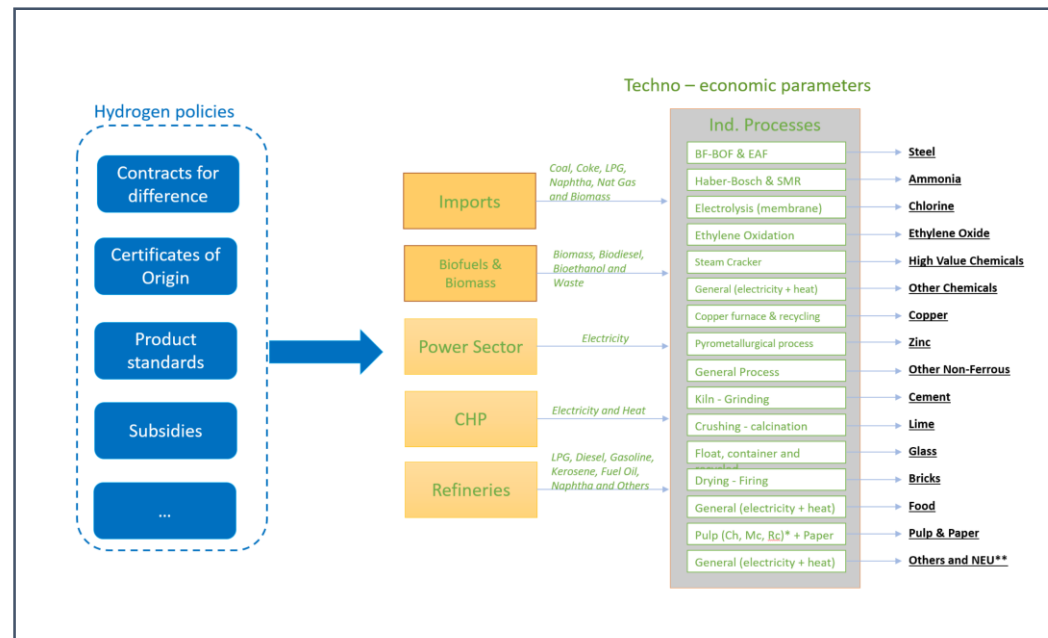 Techno – economic parameters
Hydrogen policies
Contracts for
difference
Certificates of
Origin
Product
standards
Subsidies
...
Imports
Coal, Coke, LPG,
Naphtha, Nat Gas
and Biomass
Biofuels &
Biomass
Biomass, Biodiesel,
Bioethanol and
Waste
Power Sector
Electricity
CHP
Electricity and Heat
Refineries
LPG, Diesel, Gasoline,
Kerosene, Fuel Oil,
Naphtha and Others
Ind. Processes
BF-BOF & EAF
Steel
Haber-Bosch & SMR
Ammonia
Electrolysis (membrane)
Chlorine
Ethylene Oxidation
Ethylene Oxide
Steam Cracker
High Value Chemicals
General (electricity + heat)
Other Chemicals
Copper furnace & recycling
Copper
Pyrometallurgical process
Zinc
General Process
Other Non-Ferrous
Kiln - Grinding
Cement
Crushing - calcination
Lime
Float, container and
Glass
Drying - Firing
Bricks
General (electricity + heat)
Food
Pulp (Ch, Mc, Rc)* + Paper
Pulp & Paper
General (electricity + heat)
Others and NEU**